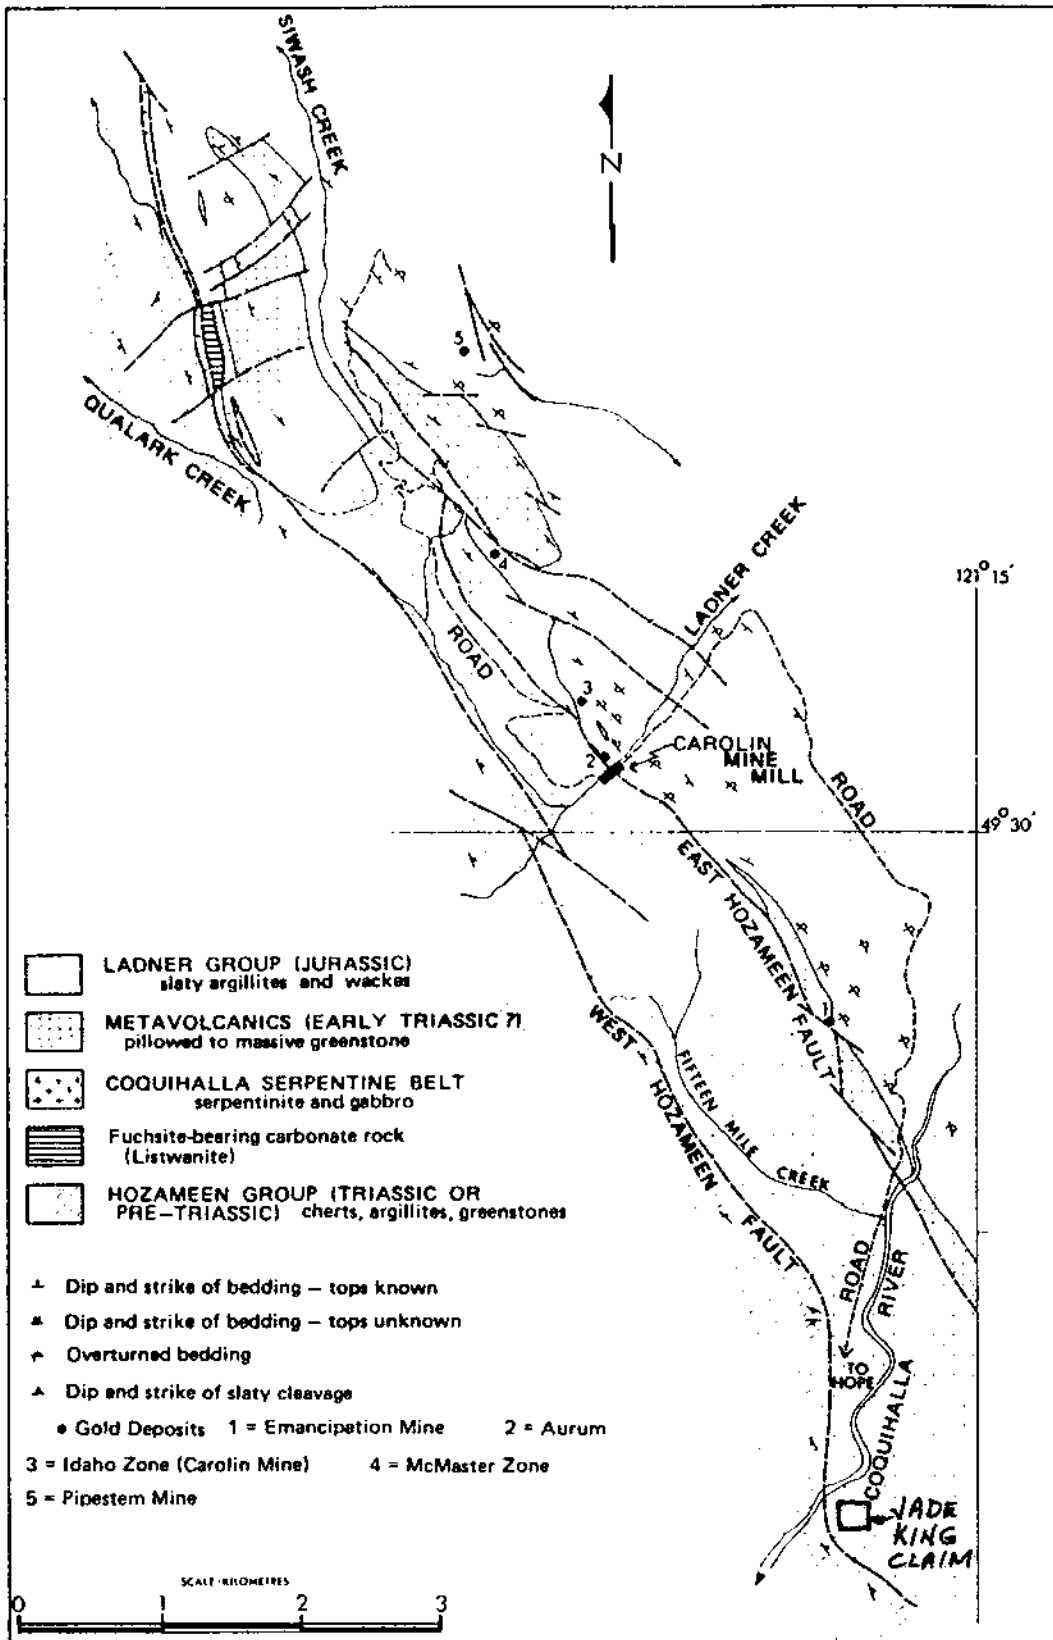 SIWASH CREEK
N
5
QUALARK CREEK
4
LADNER CREEK
121° 15'
ROAD
3
2
CAROLIN
MINE
MILL
ROAD
49° 30'
EAST HOZAMEEN FAULT
WEST HOZAMEEN FAULT
FIFTEEN MILE CREEK
1
LADNER GROUP (JURASSIC)
slaty argillites and wackes
METAVOLCANICS (EARLY TRIASSIC ?)
pillowed to massive greenstone
COQUIHALLA SERPENTINE BELT
serpentinite and gabbro
Fuchsite-bearing carbonate rock
(Listwanite)
HOZAMEEN GROUP (TRIASSIC OR
PRE-TRIASSIC) cherts, argillites, greenstones
ROAD
TO
HOPE
COQUIHALLA RIVER
Dip and strike of bedding – tops known
Dip and strike of bedding – tops unknown
Overturned bedding
Dip and strike of slaty cleavage
Gold Deposits 1 = Emancipation Mine 2 = Aurum
3 = Idaho Zone (Carolin Mine) 4 = McMaster Zone
5 = Pipestem Mine
JADE
KING
CLAIM
SCALE - KILOMETRES
0 1 2 3